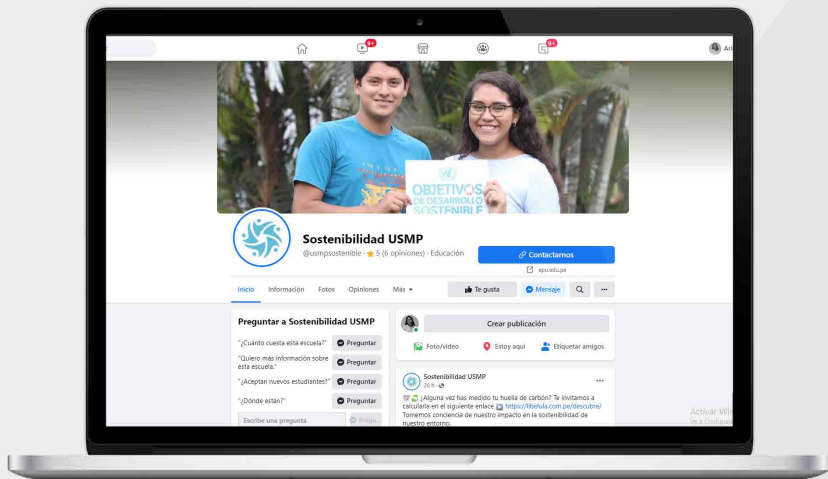 9+
9+
Ari
OBJETIVOS
DE DESARROLLO
SOSTENIBLE
Sostenibilidad USMP
@usmpsostenible · 5 (6 opiniones) · Educación
Contactarnos
Inicio
Información
Fotos
Opiniones
Más
Te gusta
Mensaje
Preguntar a Sostenibilidad USMP
"¿Cuánto cuesta esta escuela?"
Preguntar
"Quiero más información sobre
esta escuela."
Preguntar
"¿Aceptan nuevos estudiantes?"
Preguntar
"¿Dónde están?"
Preguntar
Escribe una pregunta
Crear publicación
Foto/video
Estoy aquí
Etiquetar amigos
Sostenibilidad USMP
20 h
¿Alguna vez has medido tu huella de carbón? Te invitamos a
calcularla en el siguiente enlace https://libelula.com.pe/descubre/
Tomemos conciencia de nuestro impacto en la sostenibilidad de
nuestro entorno.
Activar Win